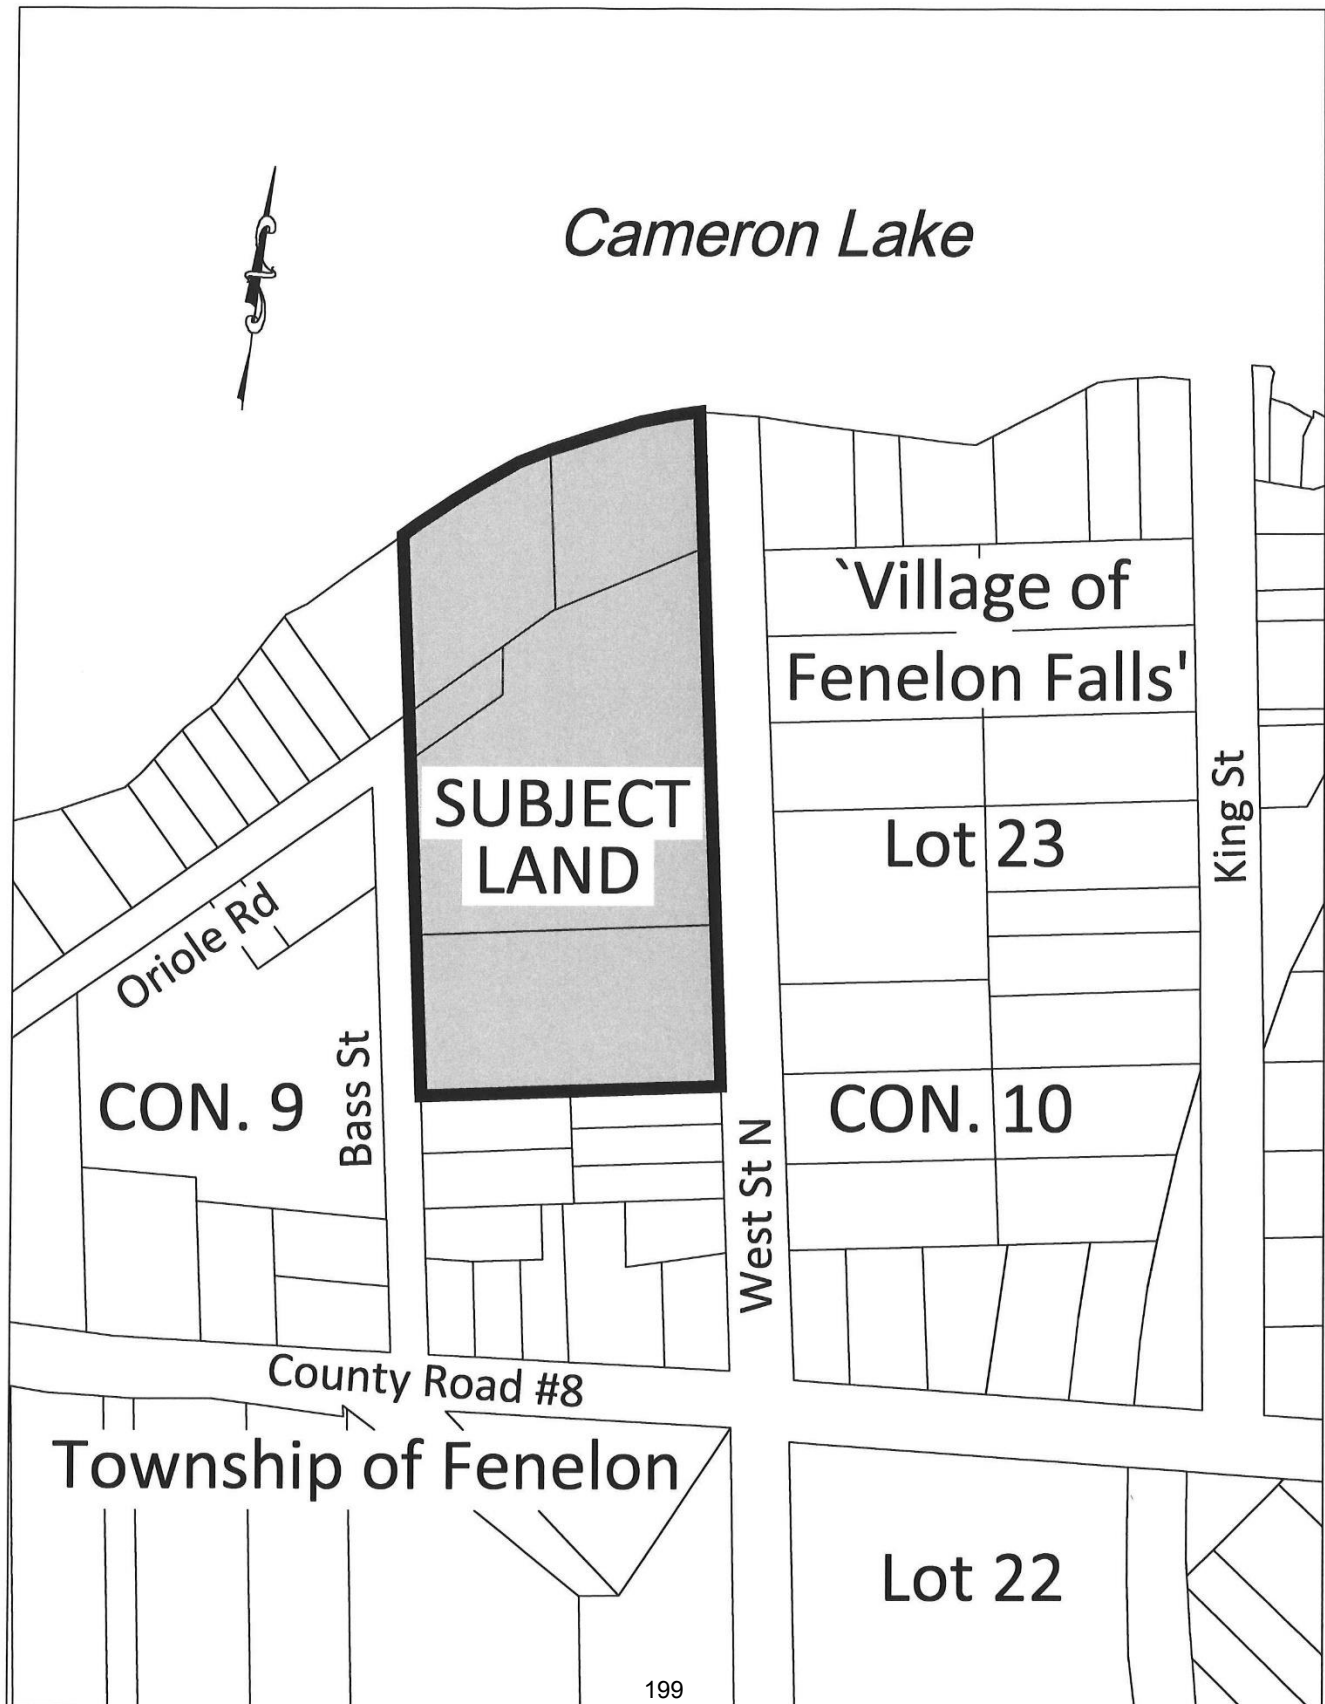 Cameron Lake
`Village of
Fenelon Falls'
SUBJECT
LAND
Lot 23
King St
Oriole Rd
Bass St
CON. 9
CON. 10
West St N
County Road #8
Township of Fenelon
Lot 22
199